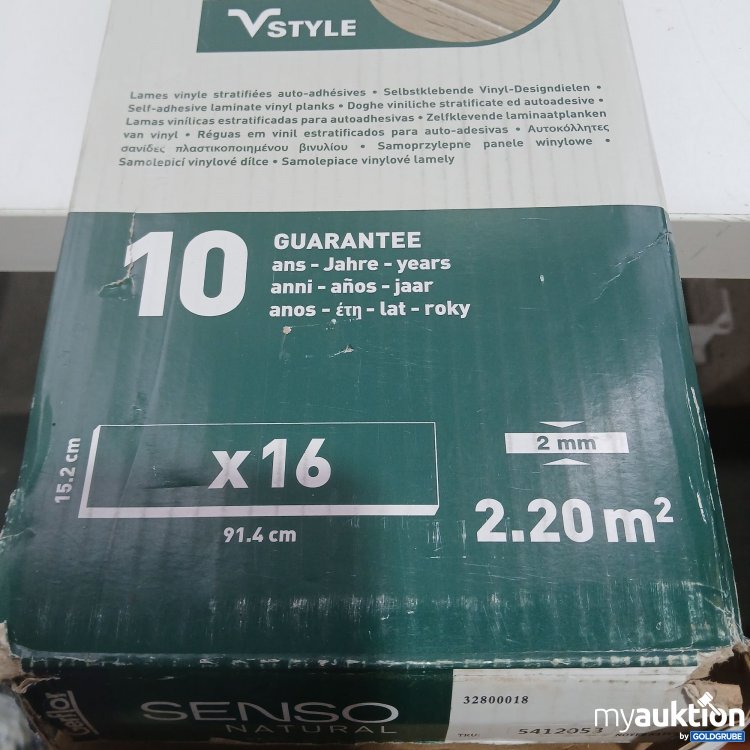 VSTYLE
Lames vinyle stratifiées auto-adhésives • Selbstklebende Vinyl-Designdielen •
Self-adhesive laminate vinyl planks • Doghe viniliche stratificate ed autoadesive •
Lamas vinílicas estratificadas para autoadhesivas • Zelfklevende laminaatplanken
van vinyl • Réguas em vinil estratificados para auto-adesivas • Αυτοκόλλητες
σανίδες πλαστικοποιημένου βινυλίου • Samoprzylepne panele winylowe •
Samolepicí vinylové dílce • Samolepiace vinylové lamely
10
GUARANTEE
ans - Jahre - years
anni - años - jaar
anos - έτη - lat - roky
15.2 cm
x 16
91.4 cm
2 mm
2.20 m²
SENSO
NATURAL
32800018
5412053
myauktion
by GOLDGRUBE